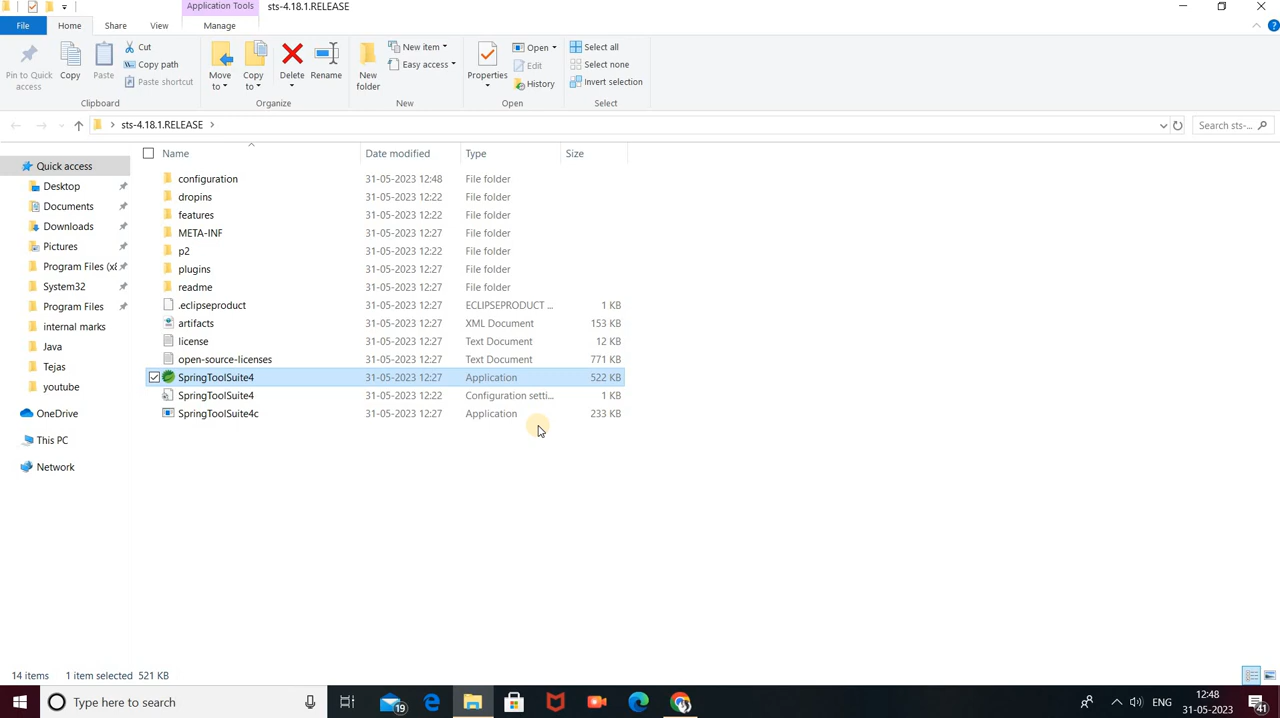 Application Tools sts-4.18.1.RELEASE
File Home Share View Manage
Pin to Quick access
Copy
Paste
Cut
Copy path
Paste shortcut
Clipboard
Move to
Copy to
Delete
Rename
Organize
New folder
New item
Easy access
New
Properties
Open
Edit
History
Open
Select all
Select none
Invert selection
Select
sts-4.18.1.RELEASE
Search sts-...
Name Date modified Type Size
Quick access
Desktop
Documents
Downloads
Pictures
Program Files (x8
System32
Program Files
internal marks
Java
Tejas
youtube
OneDrive
This PC
Network
configuration 31-05-2023 12:48 File folder
dropins 31-05-2023 12:22 File folder
features 31-05-2023 12:22 File folder
META-INF 31-05-2023 12:27 File folder
p2 31-05-2023 12:22 File folder
plugins 31-05-2023 12:27 File folder
readme 31-05-2023 12:27 File folder
.eclipseproduct 31-05-2023 12:27 ECLIPSEPRODUCT ... 1 KB
artifacts 31-05-2023 12:27 XML Document 153 KB
license 31-05-2023 12:27 Text Document 12 KB
open-source-licenses 31-05-2023 12:27 Text Document 771 KB
SpringToolSuite4 31-05-2023 12:27 Application 522 KB
SpringToolSuite4 31-05-2023 12:22 Configuration setti... 1 KB
SpringToolSuite4c 31-05-2023 12:27 Application 233 KB
14 items 1 item selected 521 KB
Type here to search
19
ENG
12:48
31-05-2023
41